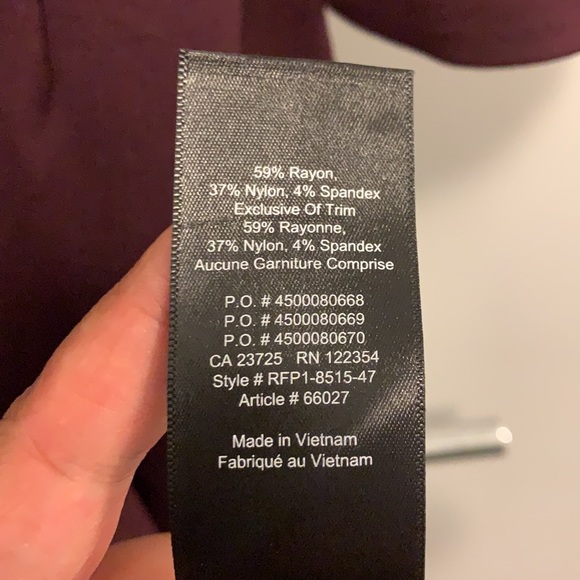 59% Rayon,
37% Nylon, 4% Spandex
Exclusive Of Trim
59% Rayonne,
37% Nylon, 4% Spandex
Aucune Garniture Comprise
P.O. # 4500080668
P.O. # 4500080669
P.O. # 4500080670
CA 23725 RN 122354
Style # RFP1-8515-47
Article # 66027
Made in Vietnam
Fabriqué au Vietnam